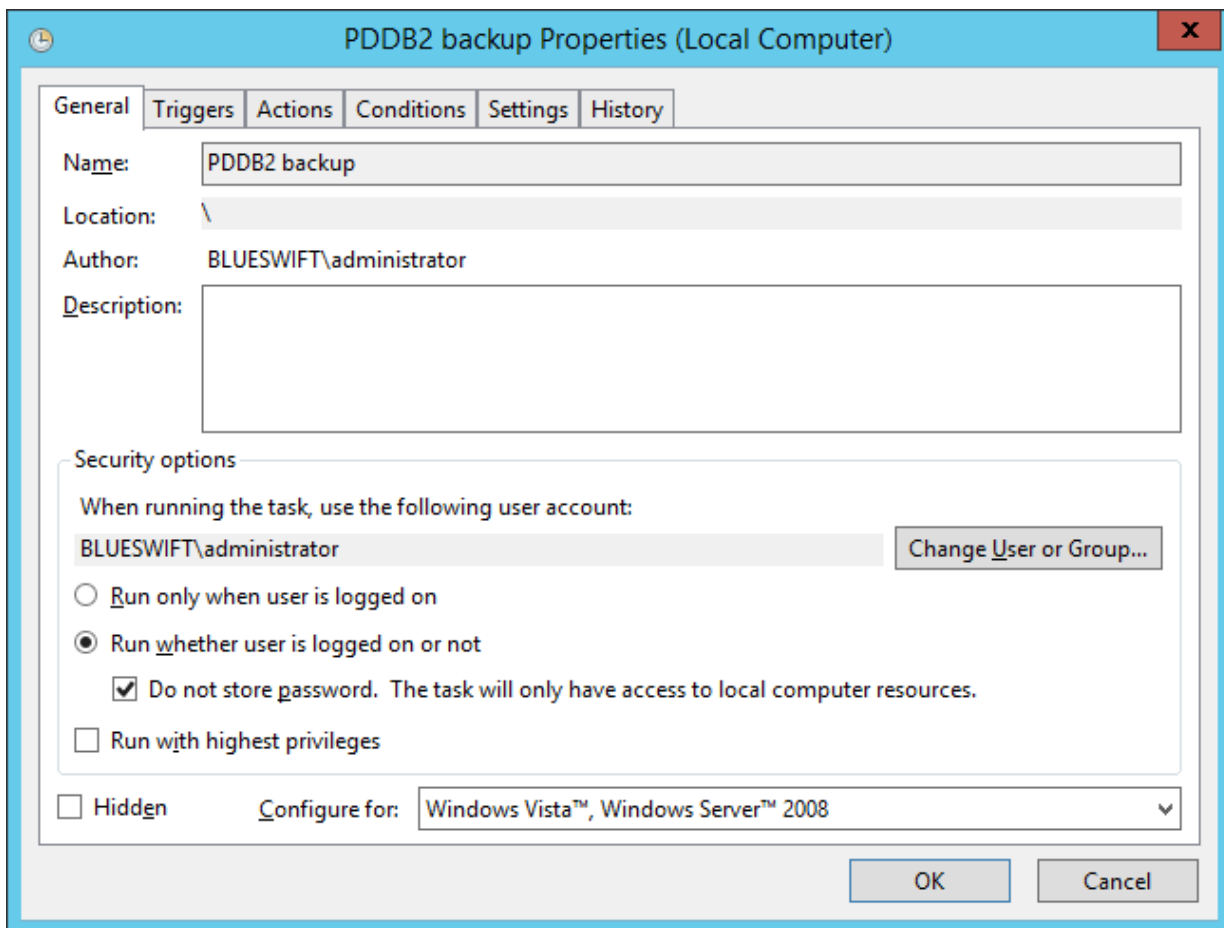 PDDB2 backup Properties (Local Computer)
x
General Triggers Actions Conditions Settings History
Name: PDDB2 backup
Location: \
Author: BLUESWIFT\administrator
Description:
Security options
When running the task, use the following user account:
BLUESWIFT\administrator Change User or Group...
Run only when user is logged on
Run whether user is logged on or not
Do not store password. The task will only have access to local computer resources.
Run with highest privileges
Hidden Configure for: Windows Vista™, Windows Server™ 2008
OK Cancel